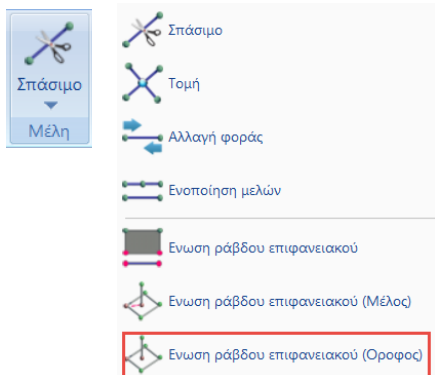 Σπάσιμο
Μέλη
Σπάσιμο
Τομή
Αλλαγή φοράς
Ενοποίηση μελών
Ενωση ράβδου επιφανειακού
Ενωση ράβδου επιφανειακού (Μέλος)
Ενωση ράβδου επιφανειακού (Οροφος)